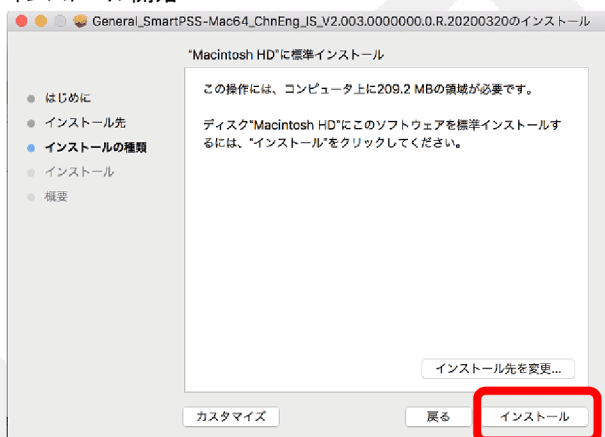 General_SmartPSS-Mac64_ChnEng_IS_V2.003.0000000.0.R.20200320のインストール
"Macintosh HD"に標準インストール
はじめに
インストール先
インストールの種類
インストール
概要
この操作には、コンピュータ上に209.2 MBの領域が必要です。
ディスク"Macintosh HD"にこのソフトウェアを標準インストールす
るには、"インストール"をクリックしてください。
インストール先を変更...
カスタマイズ
戻る
インストール